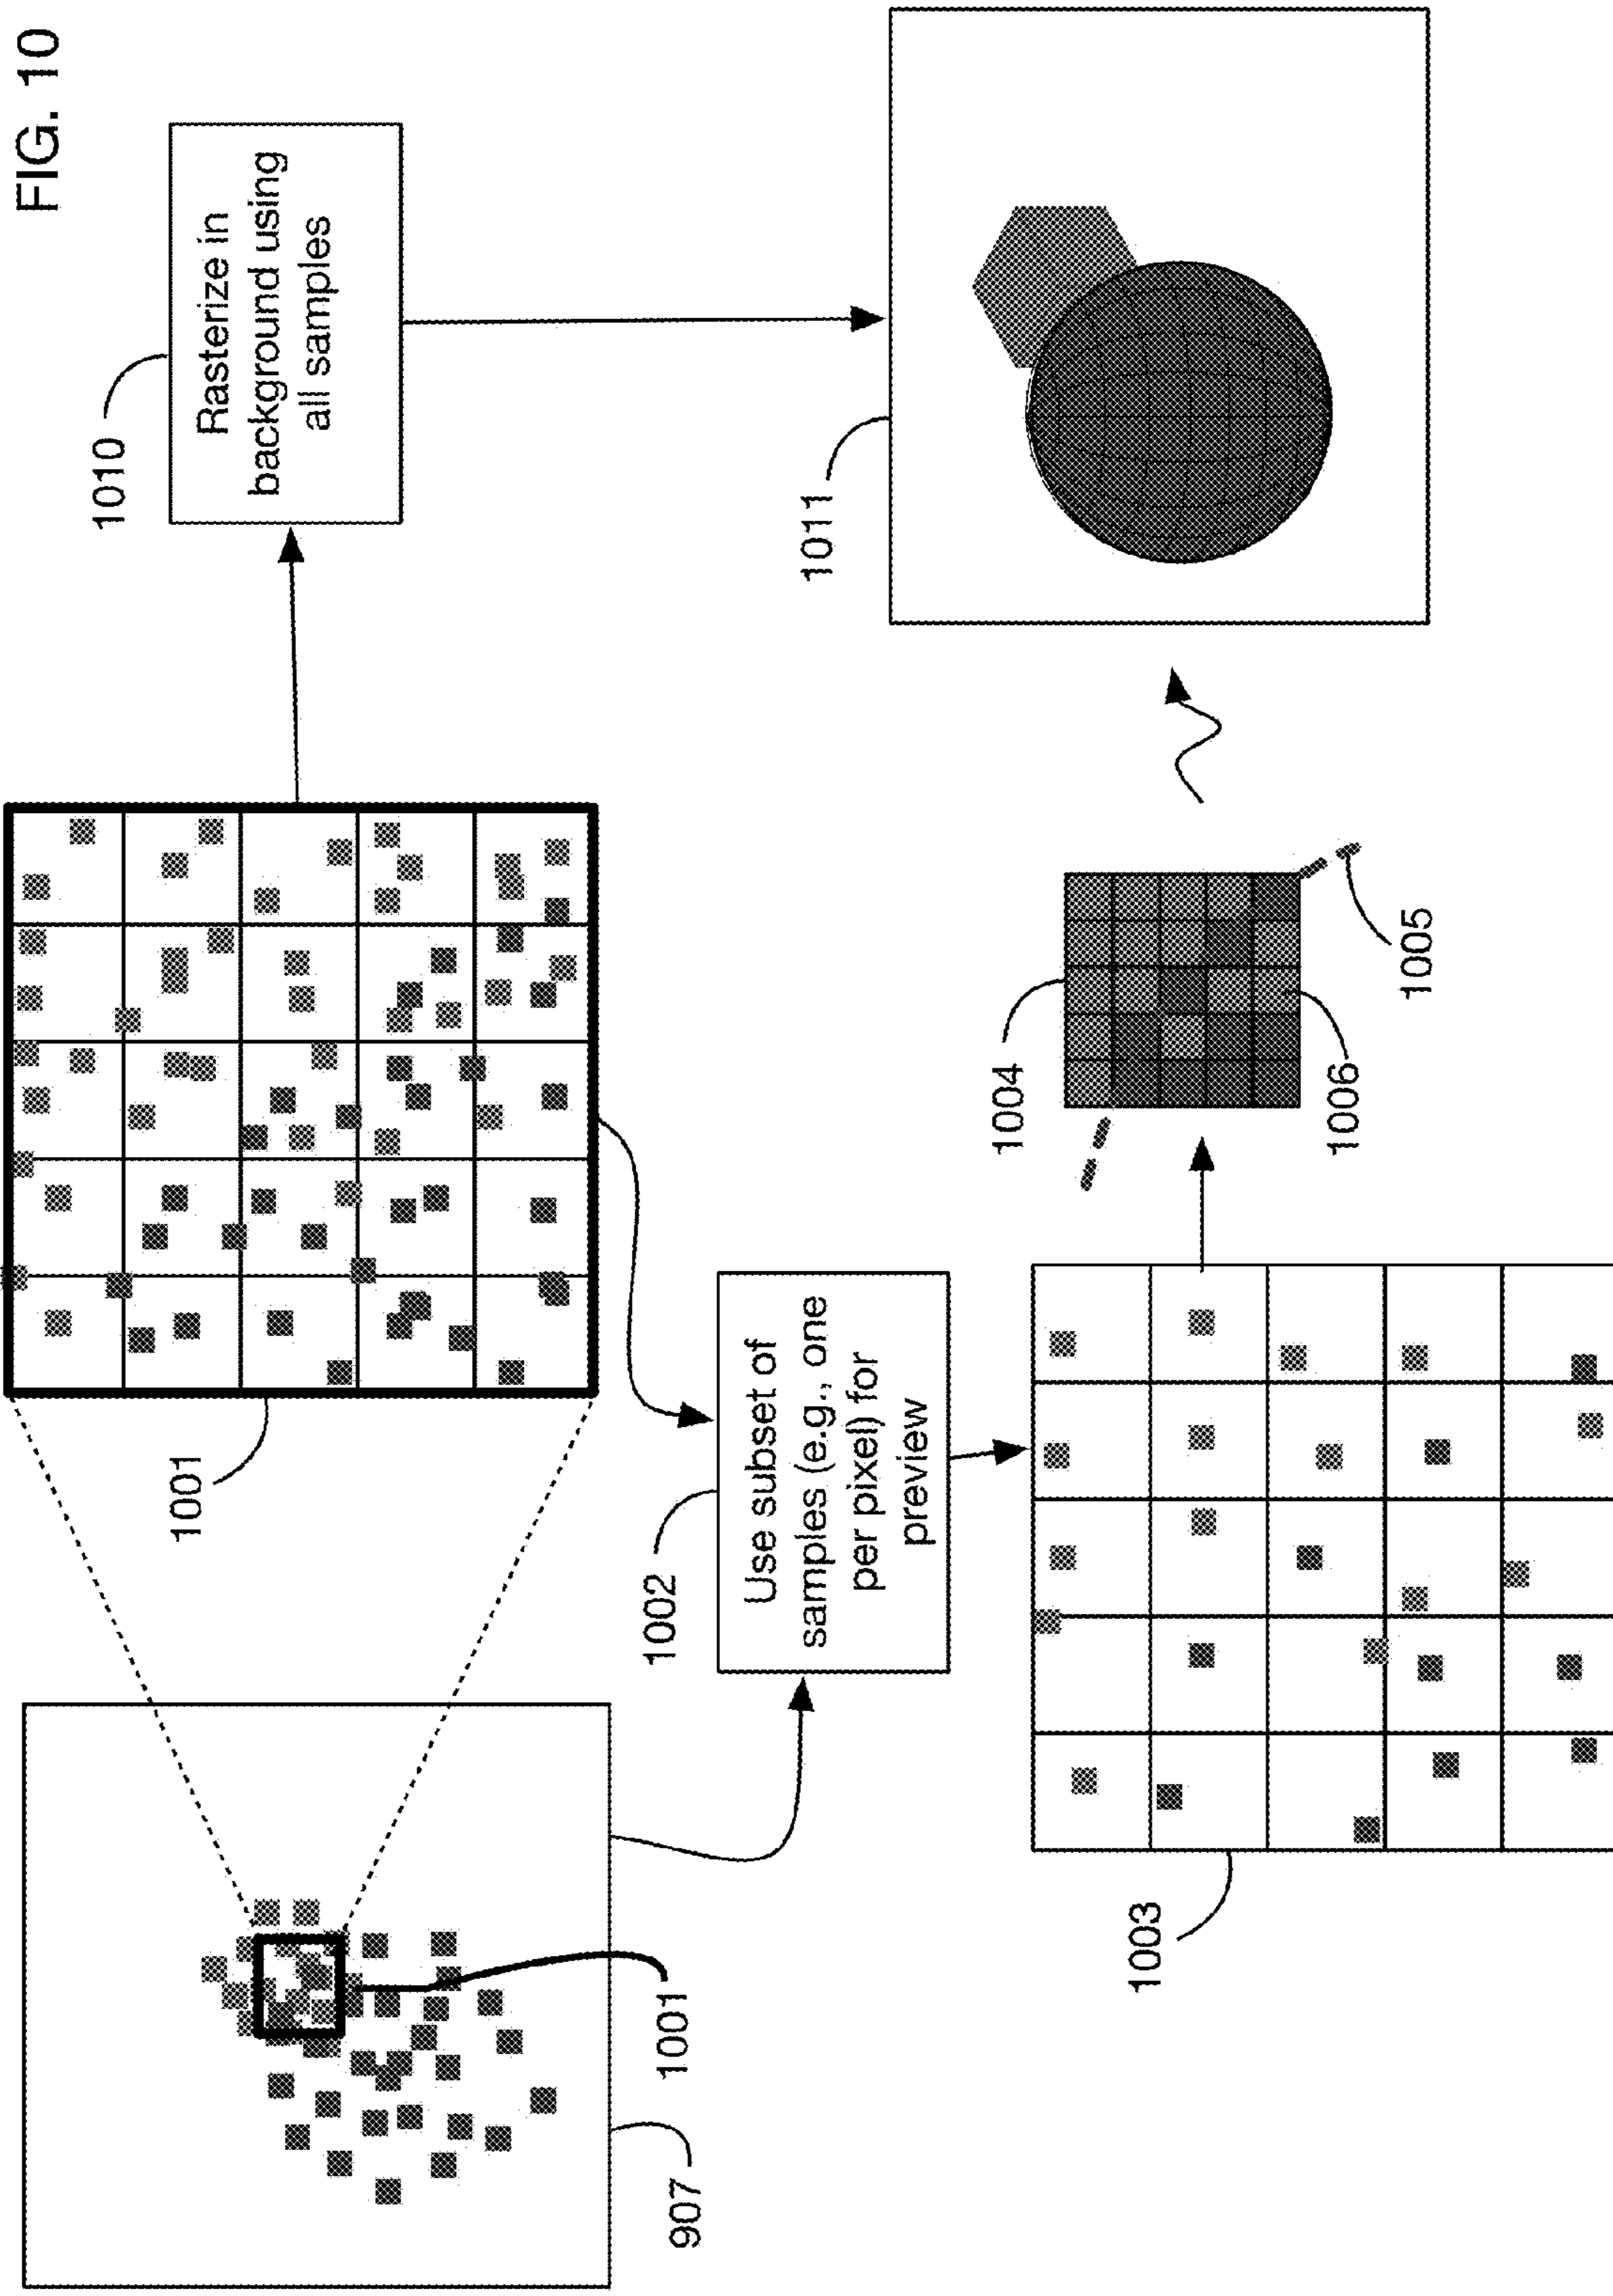 FIG. 10
907
1001
1001
1010
Rasterize in
background using
all samples
1002
Use subset of
samples (e.g., one
per pixel) for
preview
1011
1003
1004
1006
1005